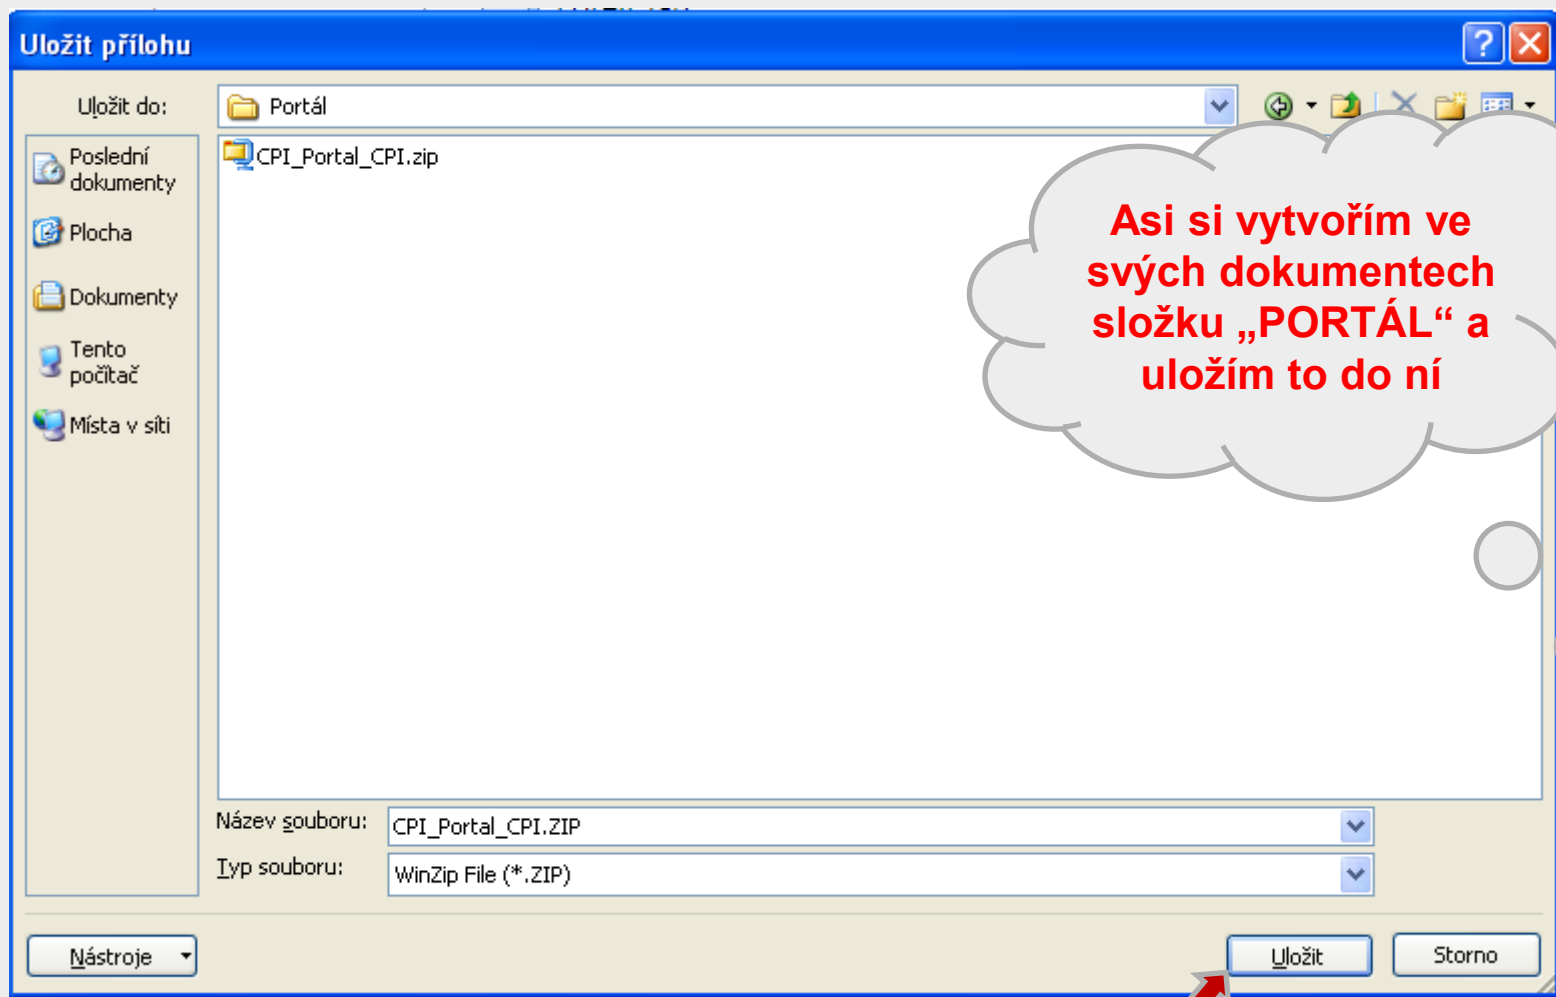 Uložit přílohu
Uložit do:
Portál
Poslední
dokumenty
Plocha
Dokumenty
Tento
počítač
Místa v síti
CPI_Portal_CPI.zip
Asi si vytvořím ve
svých dokumentech
složku „PORTÁL“ a
uložím to do ní
Název souboru:
CPI_Portal_CPI.ZIP
Typ souboru:
WinZip File (*.ZIP)
Nástroje
Uložit
Storno